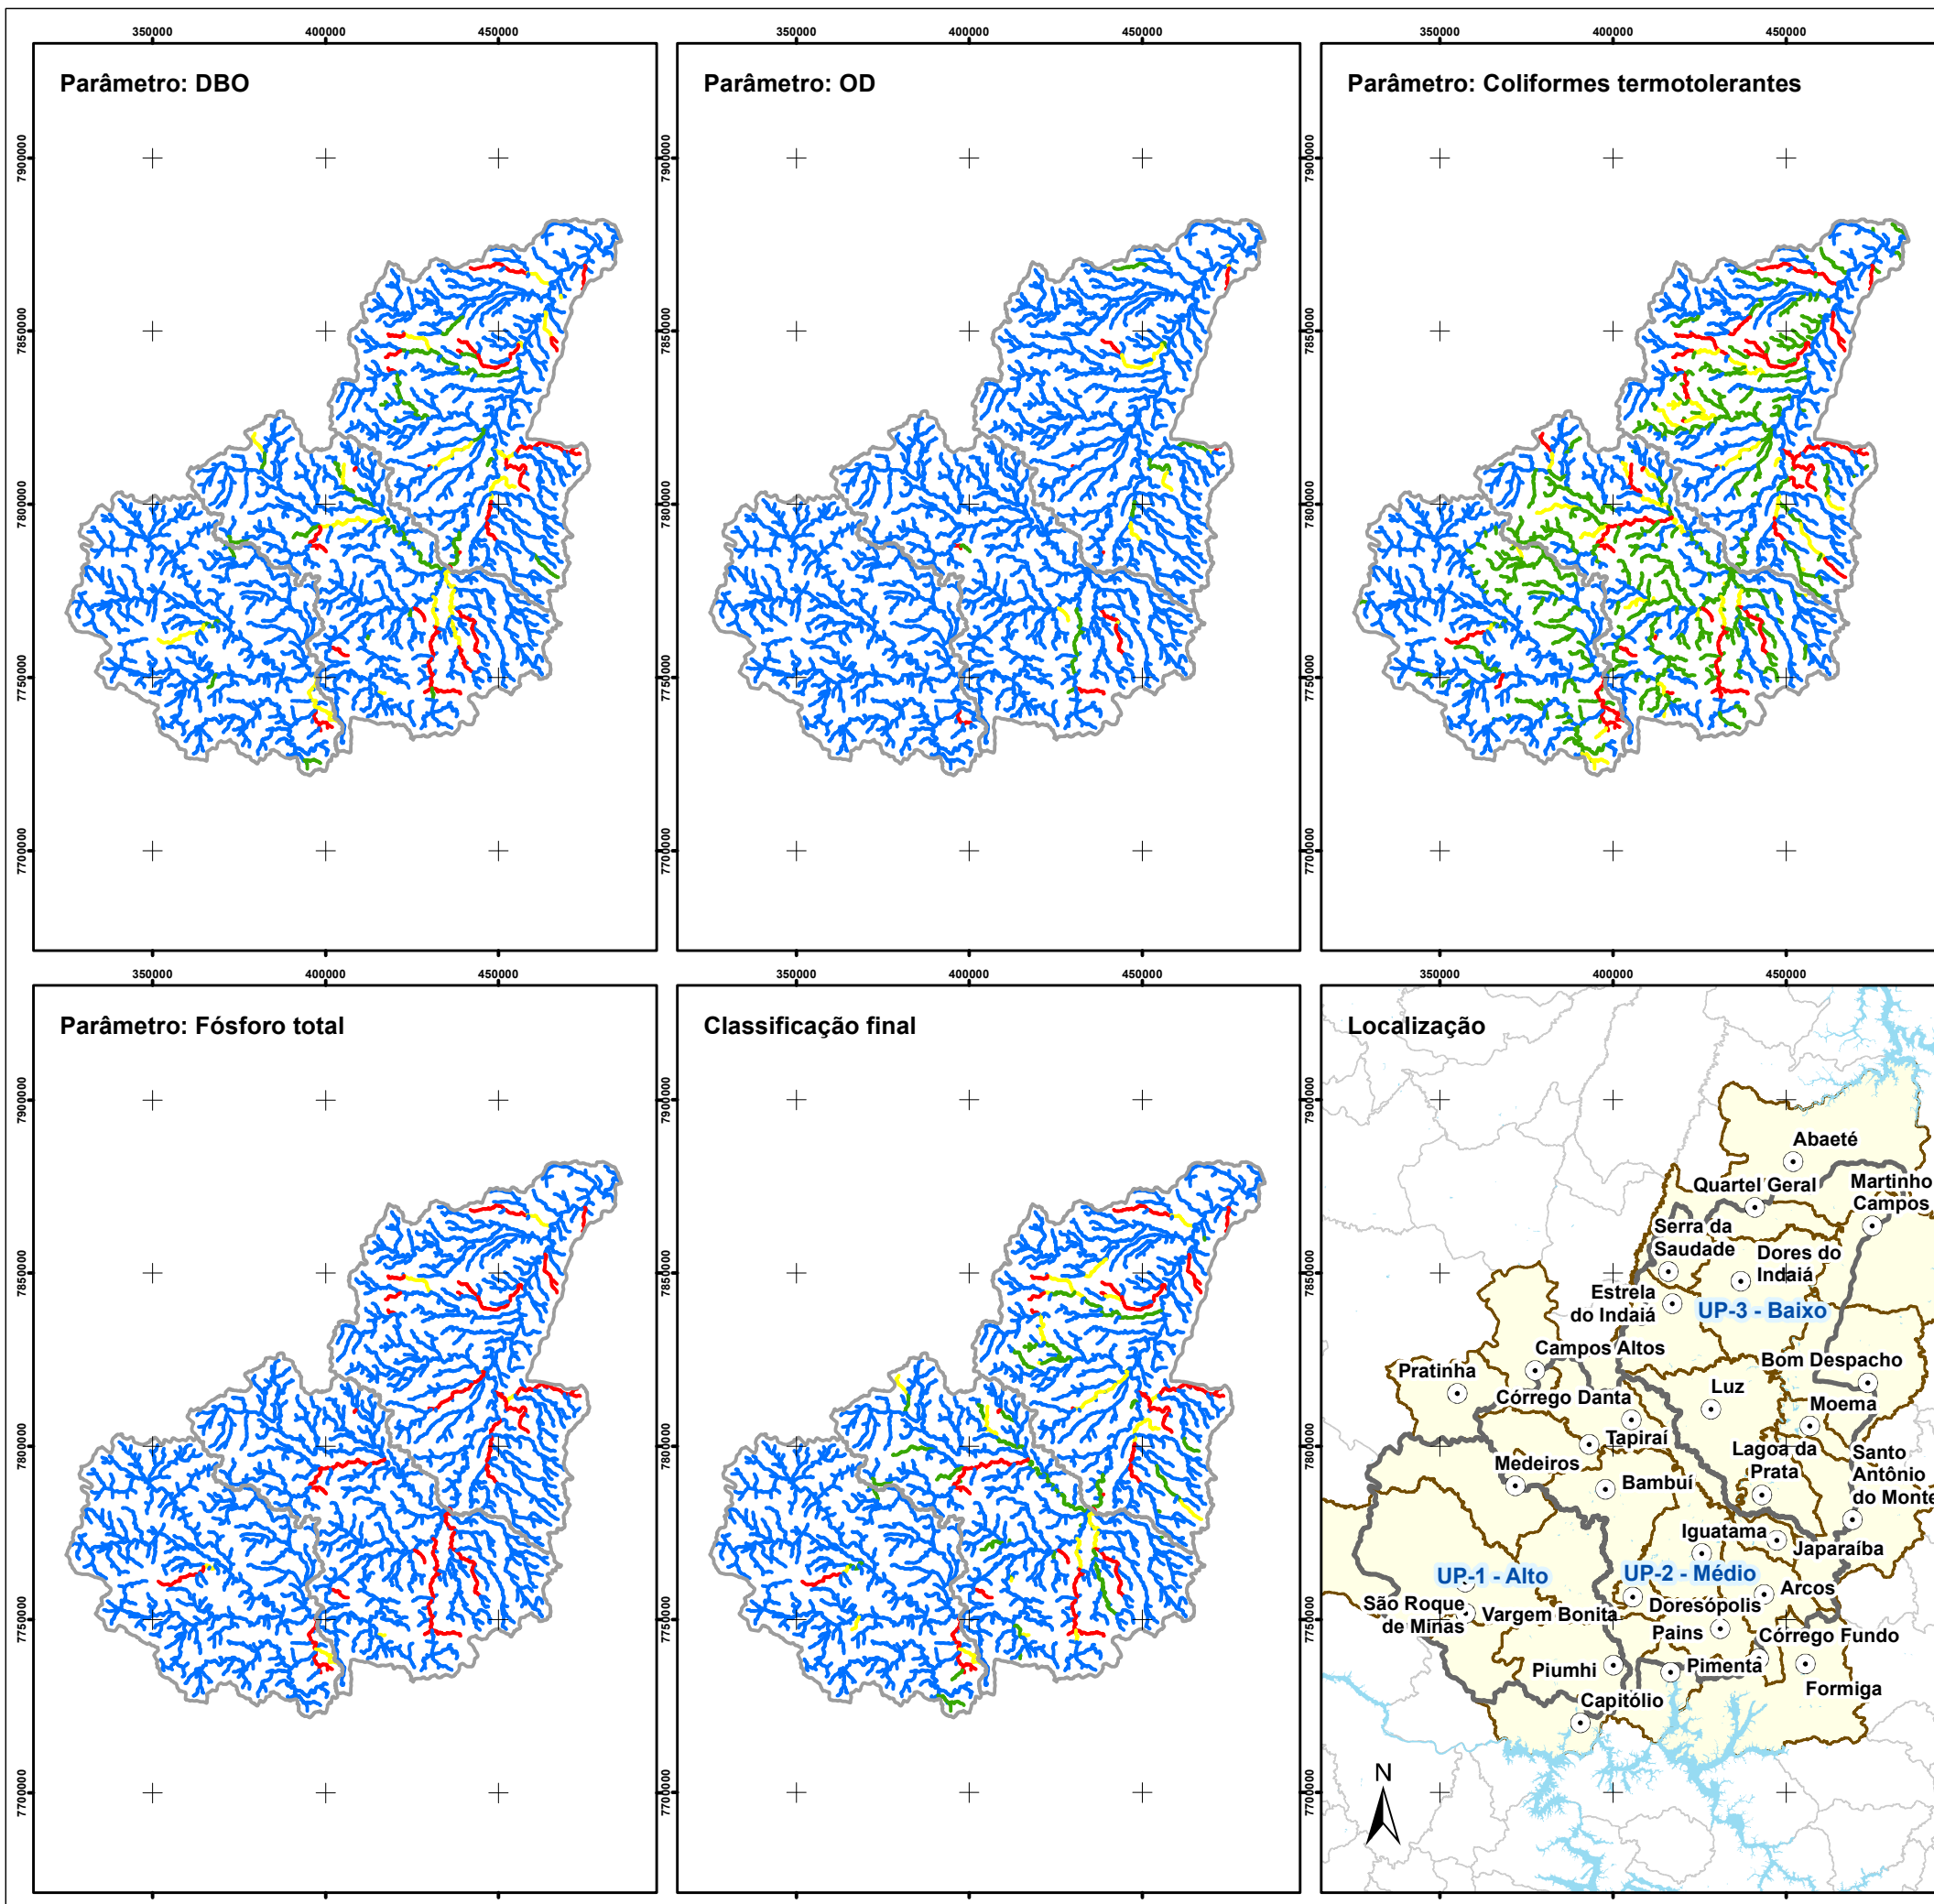 350000
400000
450000
350000
400000
450000
350000
400000
450000
Parâmetro: DBO
Parâmetro: OD
Parâmetro: Coliformes termotolerantes
7900000
7850000
7800000
7750000
7700000
7900000
7850000
7800000
7750000
7700000
7900000
7850000
7800000
7750000
7700000
350000
400000
450000
350000
400000
450000
350000
400000
450000
Parâmetro: Fósforo total
Classificação final
Localização
7900000
7850000
7800000
7750000
7700000
7900000
7850000
7800000
7750000
7700000
7900000
7850000
7800000
7750000
7700000
Abaeté
Quartel Geral
Martinho
Campos
Serra da
Saudade
Dores do
Indaiá
Estrela
do Indaiá
UP-3 - Baixo
Campos Altos
Pratinha
Bom Despacho
Córrego Danta
Luz
Moema
Tapiraí
Lagoa da
Prata
Santo
Antônio
do Monte
Medeiros
Bambuí
Iguatama
Japaraíba
UP-1 - Alto
UP-2 - Médio
Arcos
São Roque
de Minas
Vargem Bonita
Doresópolis
Pains
Córrego Fundo
Piumhi
Pimenta
Formiga
Capitólio
N